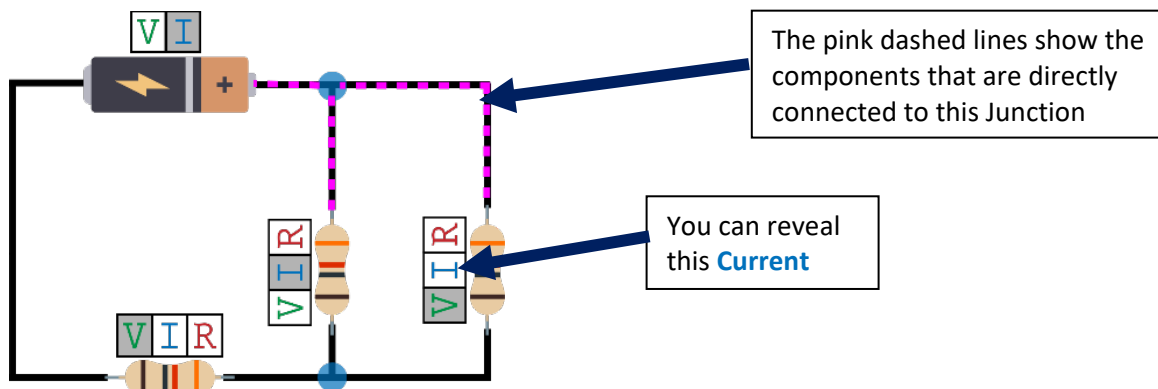 V I
+
The pink dashed lines show the
components that are directly
connected to this Junction
V I R
V I R
You can reveal
this Current
V I R